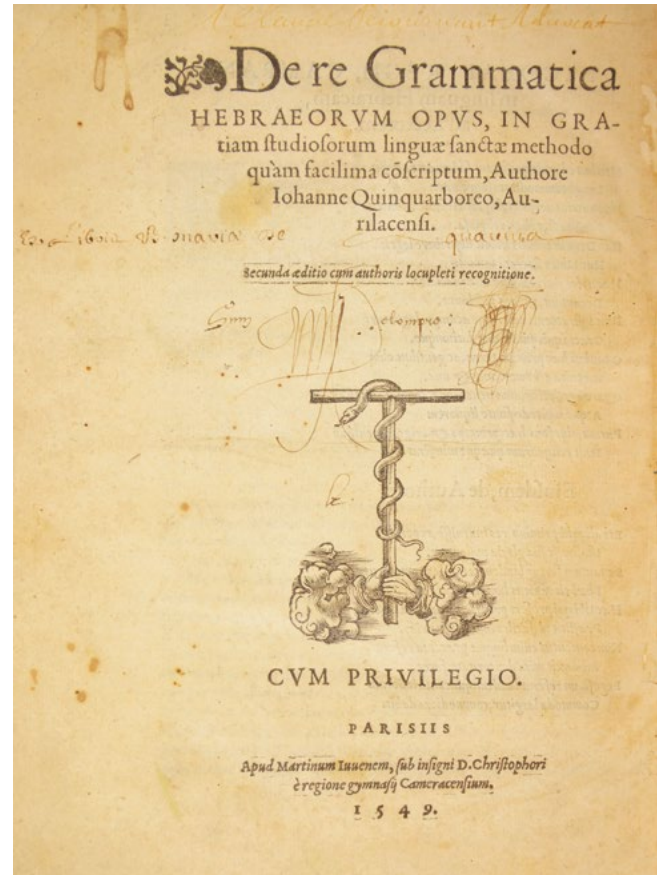 De re Grammatica
HEBRAEORVM OPVS, IN GRA-
tiam ſtudioſorum linguæ ſanctæ methodo
quàm facilima cōſcriptum, Authore
Iohanne Quinquarboreo, Au-
rilacenſi.
Secunda æditio cum authoris locupleti recognitione.
CVM PRIVILEGIO.
PARISIIS
Apud Martinum Iuuenem, ſub inſigni D. Chriſtophori
è regione gymnaſij Cameracenſium.
1549.